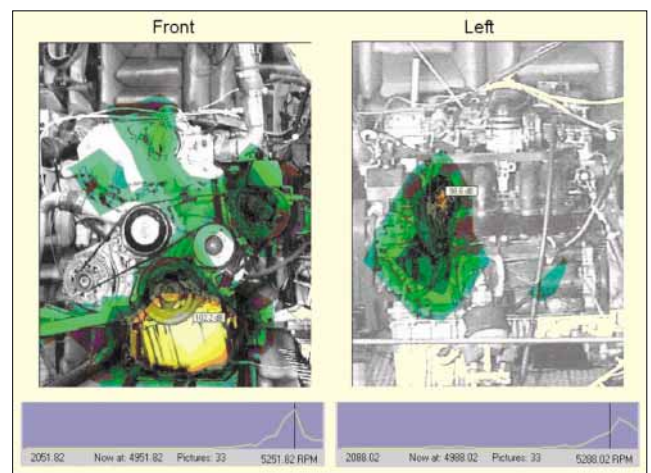 Front
Left
2051.82 Now at: 4951.82 Pictures: 33 5251.82 RPM
2088.02 Now at: 4988.02 Pictures: 33 5288.02 RPM